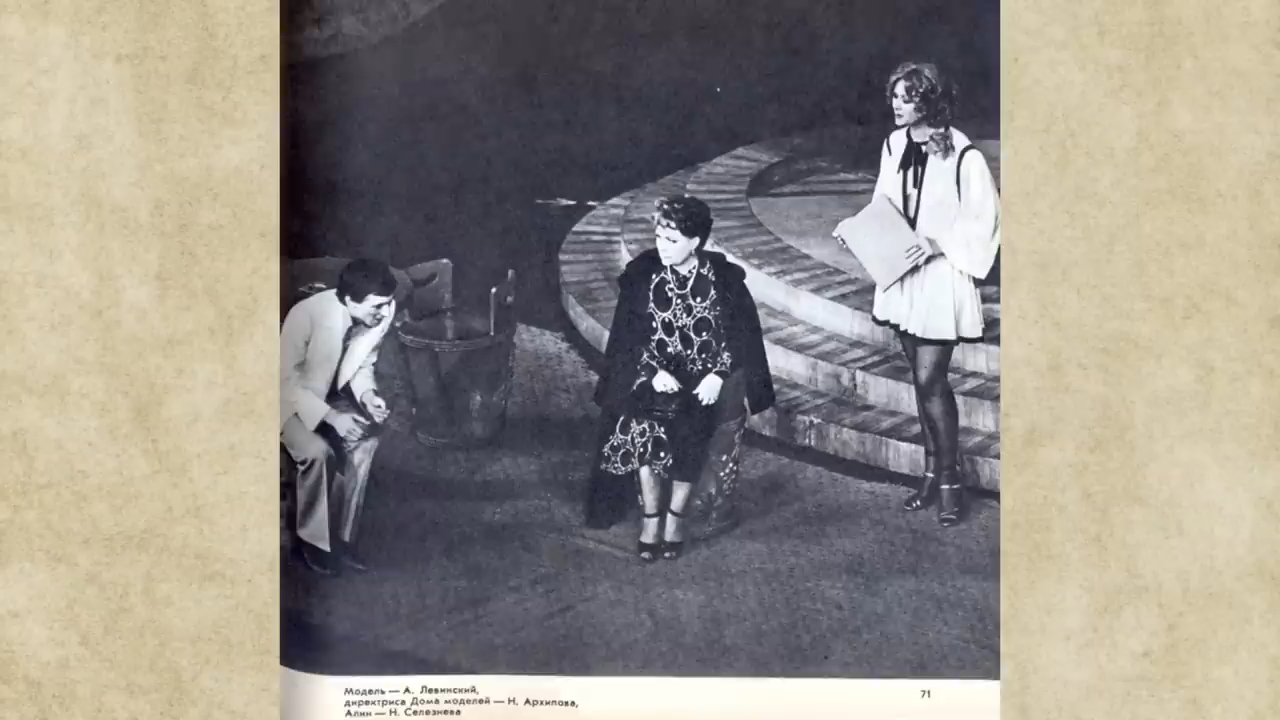 Модель — А. Левинский,
директриса Дома моделей — Н. Архипова,
Алин — Н. Селезнева
71